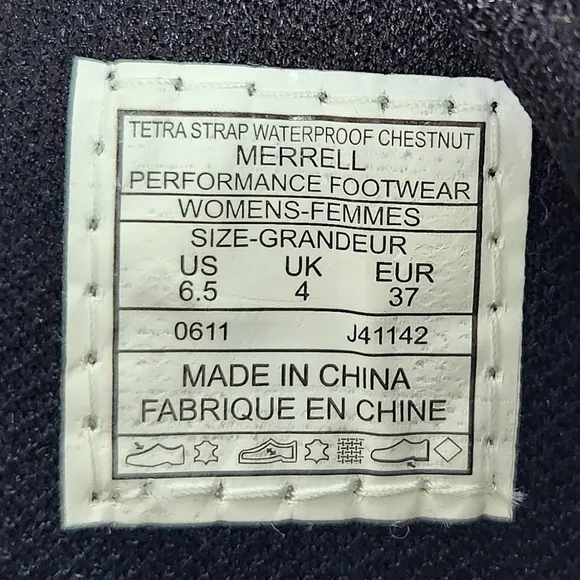 TETRA STRAP WATERPROOF CHESTNUT
MERRELL
PERFORMANCE FOOTWEAR
WOMENS-FEMMES
SIZE-GRANDEUR
US UK EUR
6.5 4 37
0611 J41142
MADE IN CHINA
FABRIQUE EN CHINE